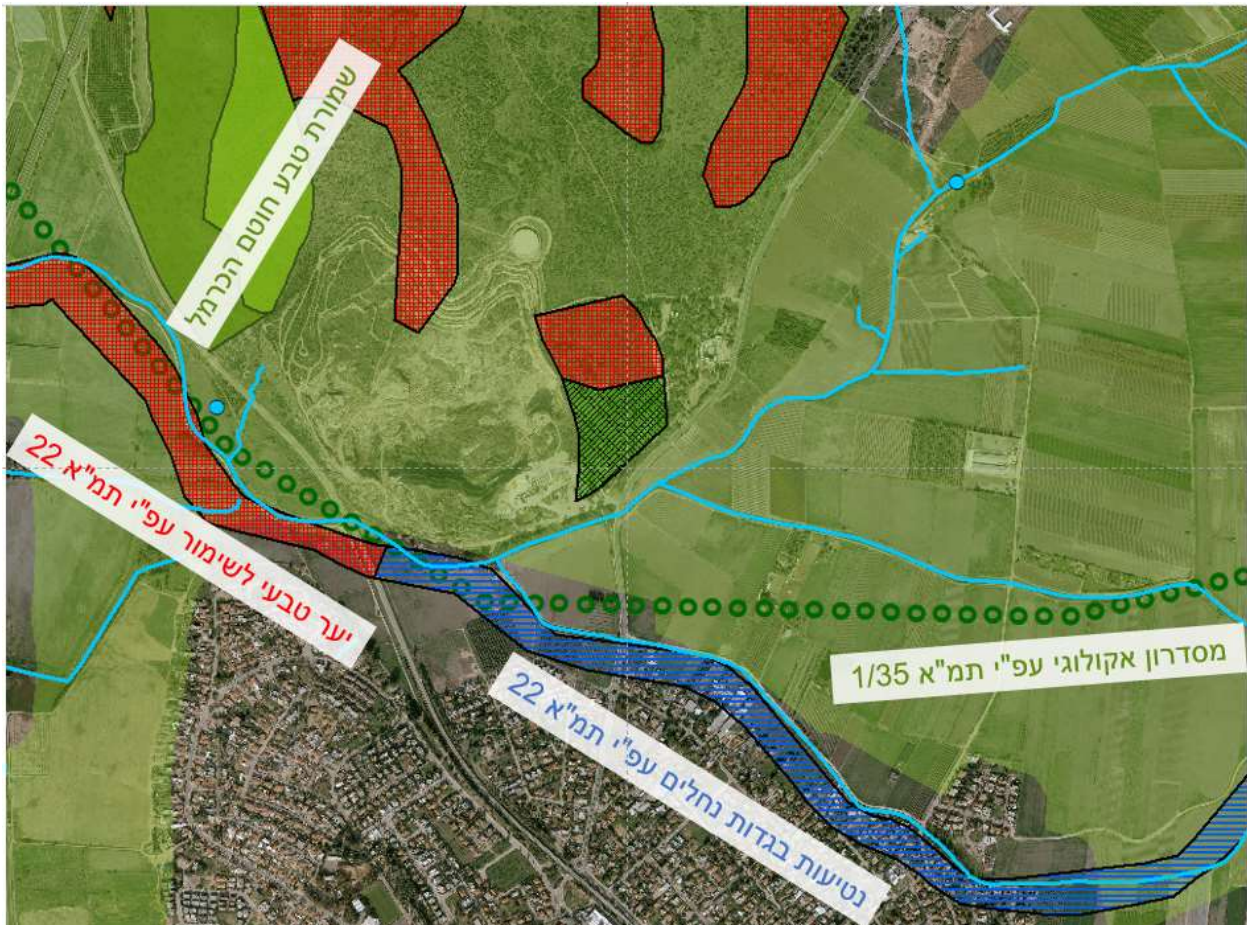 שמורת טבע חוטם הכרמל
יער טבעי לשימור עפ"י תמ"א 22
מסדרון אקולוגי עפ"י תמ"א 1/35
נטיעות בגדות נחלים עפ"י תמ"א 22